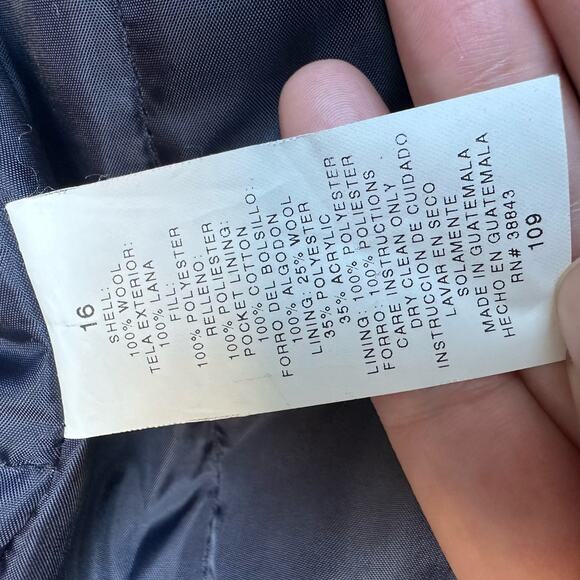 16
SHELL:
100% WOOL
TELA EXTERIOR:
100% LANA
FILL:
100% POLYESTER
RELLENO:
100% POLIESTER
POCKET LINING:
100% COTTON
FORRO DEL BOLSILLO:
100% ALGODON
LINING: 25% WOOL
35% POLYESTER
35% ACRYLIC
LINING: 100% POLYESTER
FORRO: 100% POLIESTER
CARE INSTRUCTIONS
DRY CLEAN ONLY
INSTRUCCION DE CUIDADO
LAVAR EN SECO
SOLAMENTE
MADE IN GUATEMALA
HECHO EN GUATEMALA
RN# 38843
109